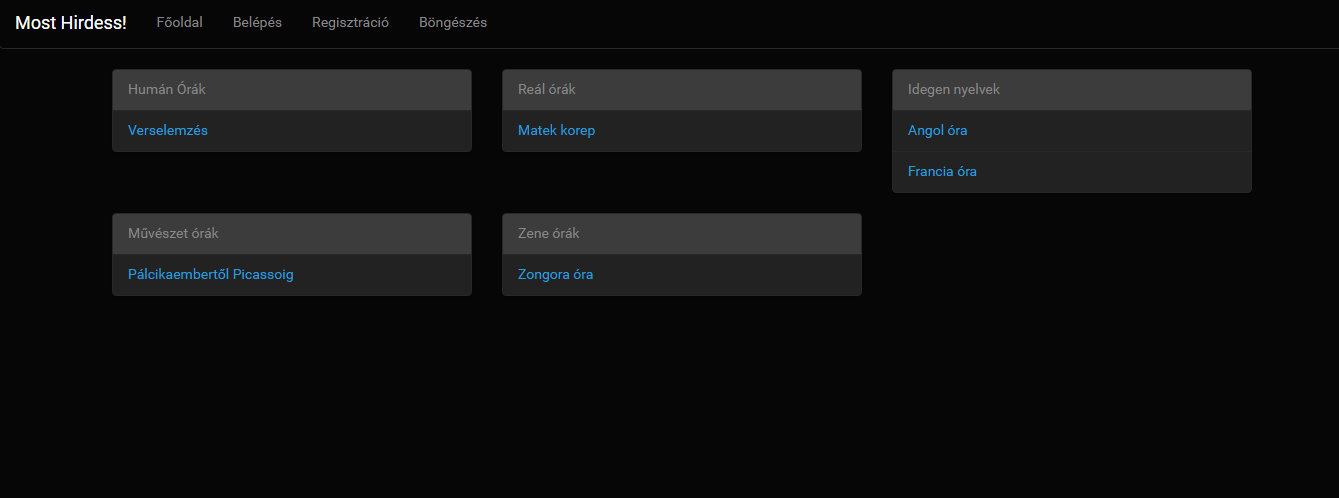 Most Hirdess! Főoldal Belépés Regisztráció Böngészés
Humán Órák
Verselemzés
Reál órák
Matek korep
Idegen nyelvek
Angol óra
Francia óra
Művészet órák
Pálcikaembertől Picassoig
Zene órák
Zongora óra